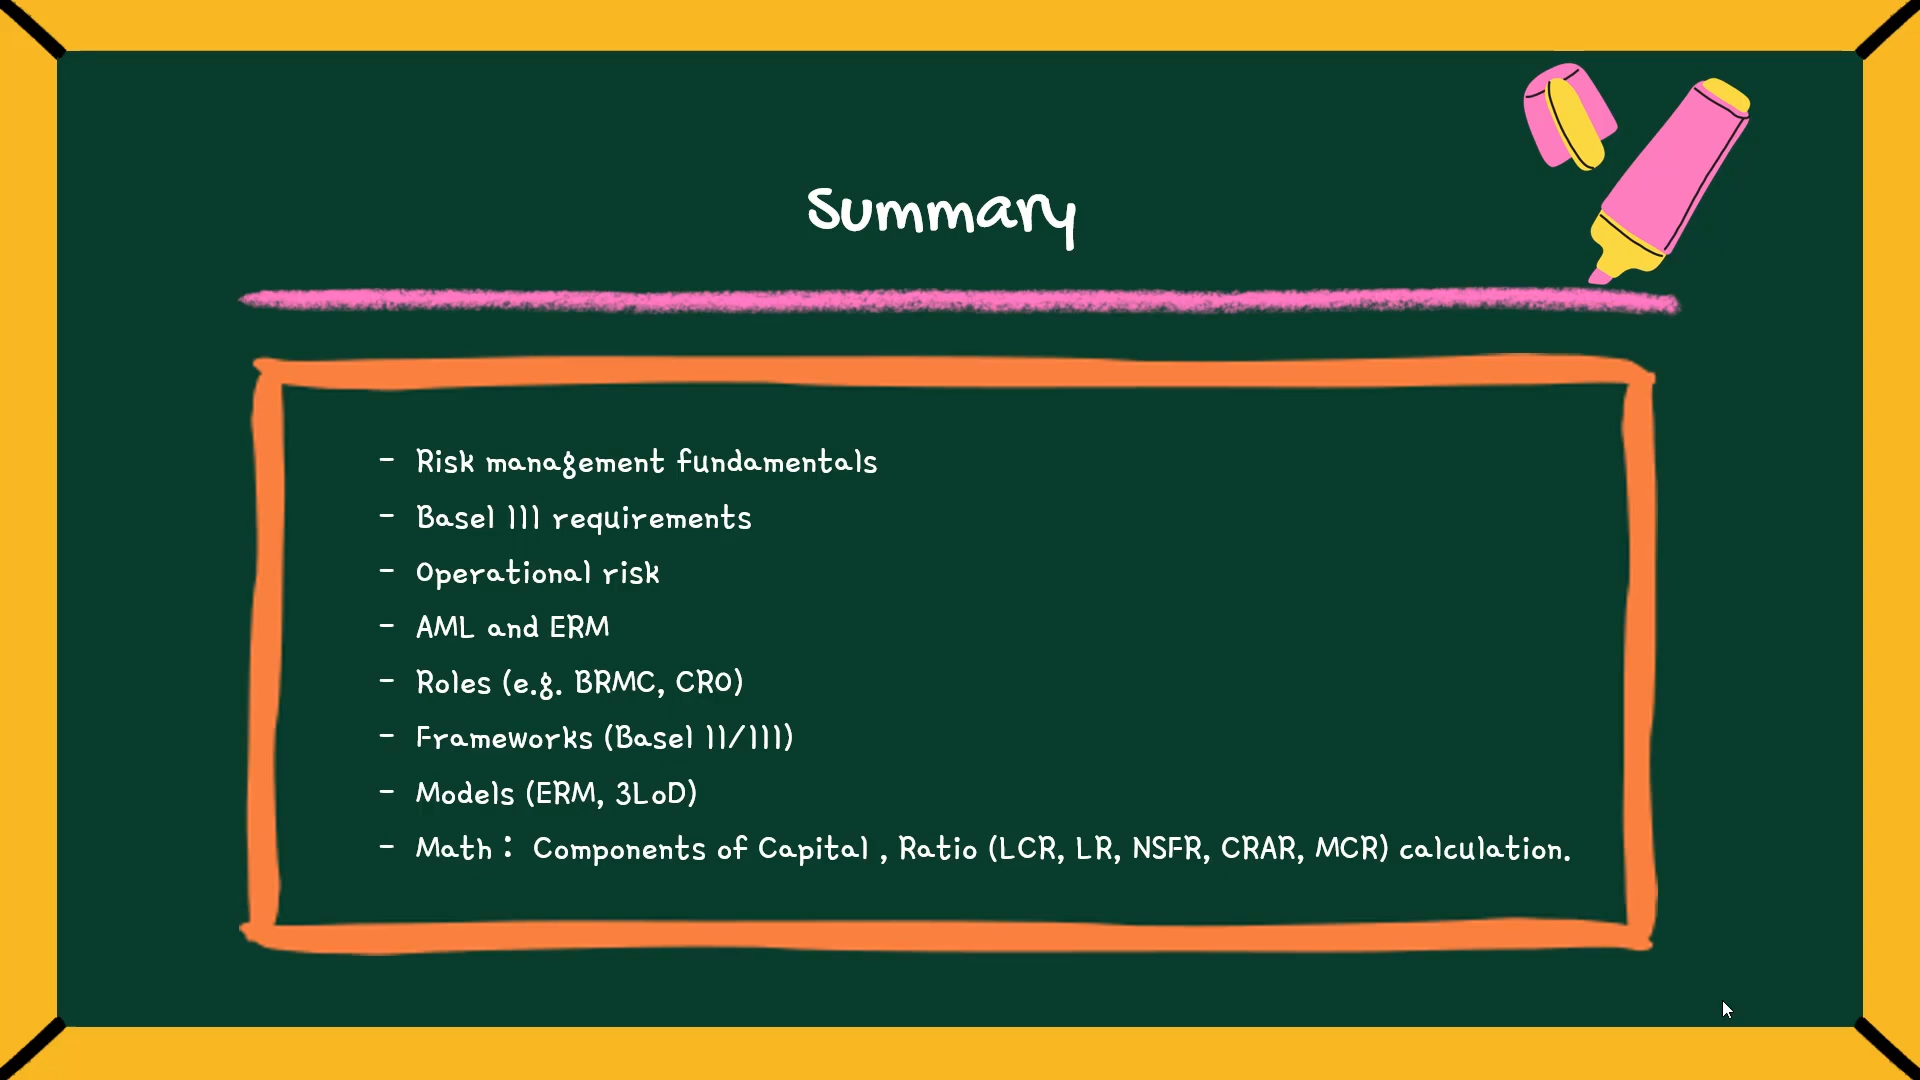 Summary
- Risk management fundamentals
- Basel III requirements
- Operational risk
- AML and ERM
- Roles (e.g. BRMC, CRO)
- Frameworks (Basel II/III)
- Models (ERM, 3LoD)
- Math : Components of Capital , Ratio (LCR, LR, NSFR, CRAR, MCR) calculation.